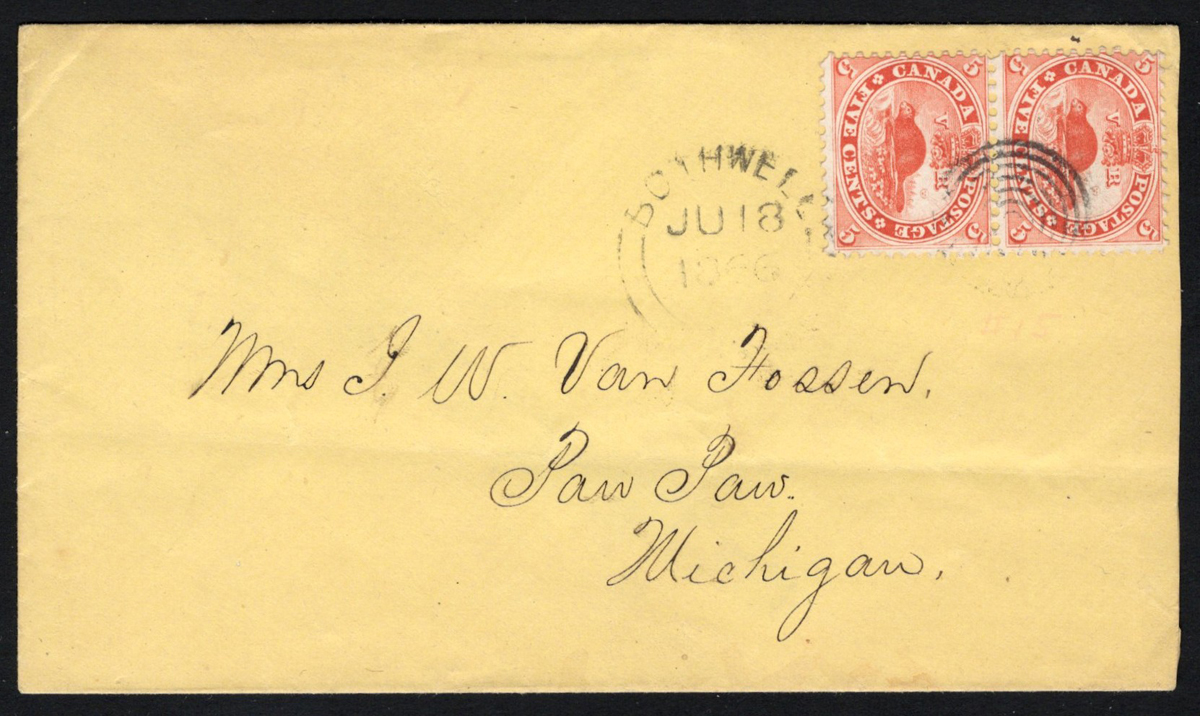 5 CANADA POSTAGE 5
5 FIVE CENTS 5
V R
5 CANADA POSTAGE 5
5 FIVE CENTS 5
V R
BOTHWELL
JU 18
1866
#15
Mrs J. W. Van Fossen,
Paw Paw.
Michigan.